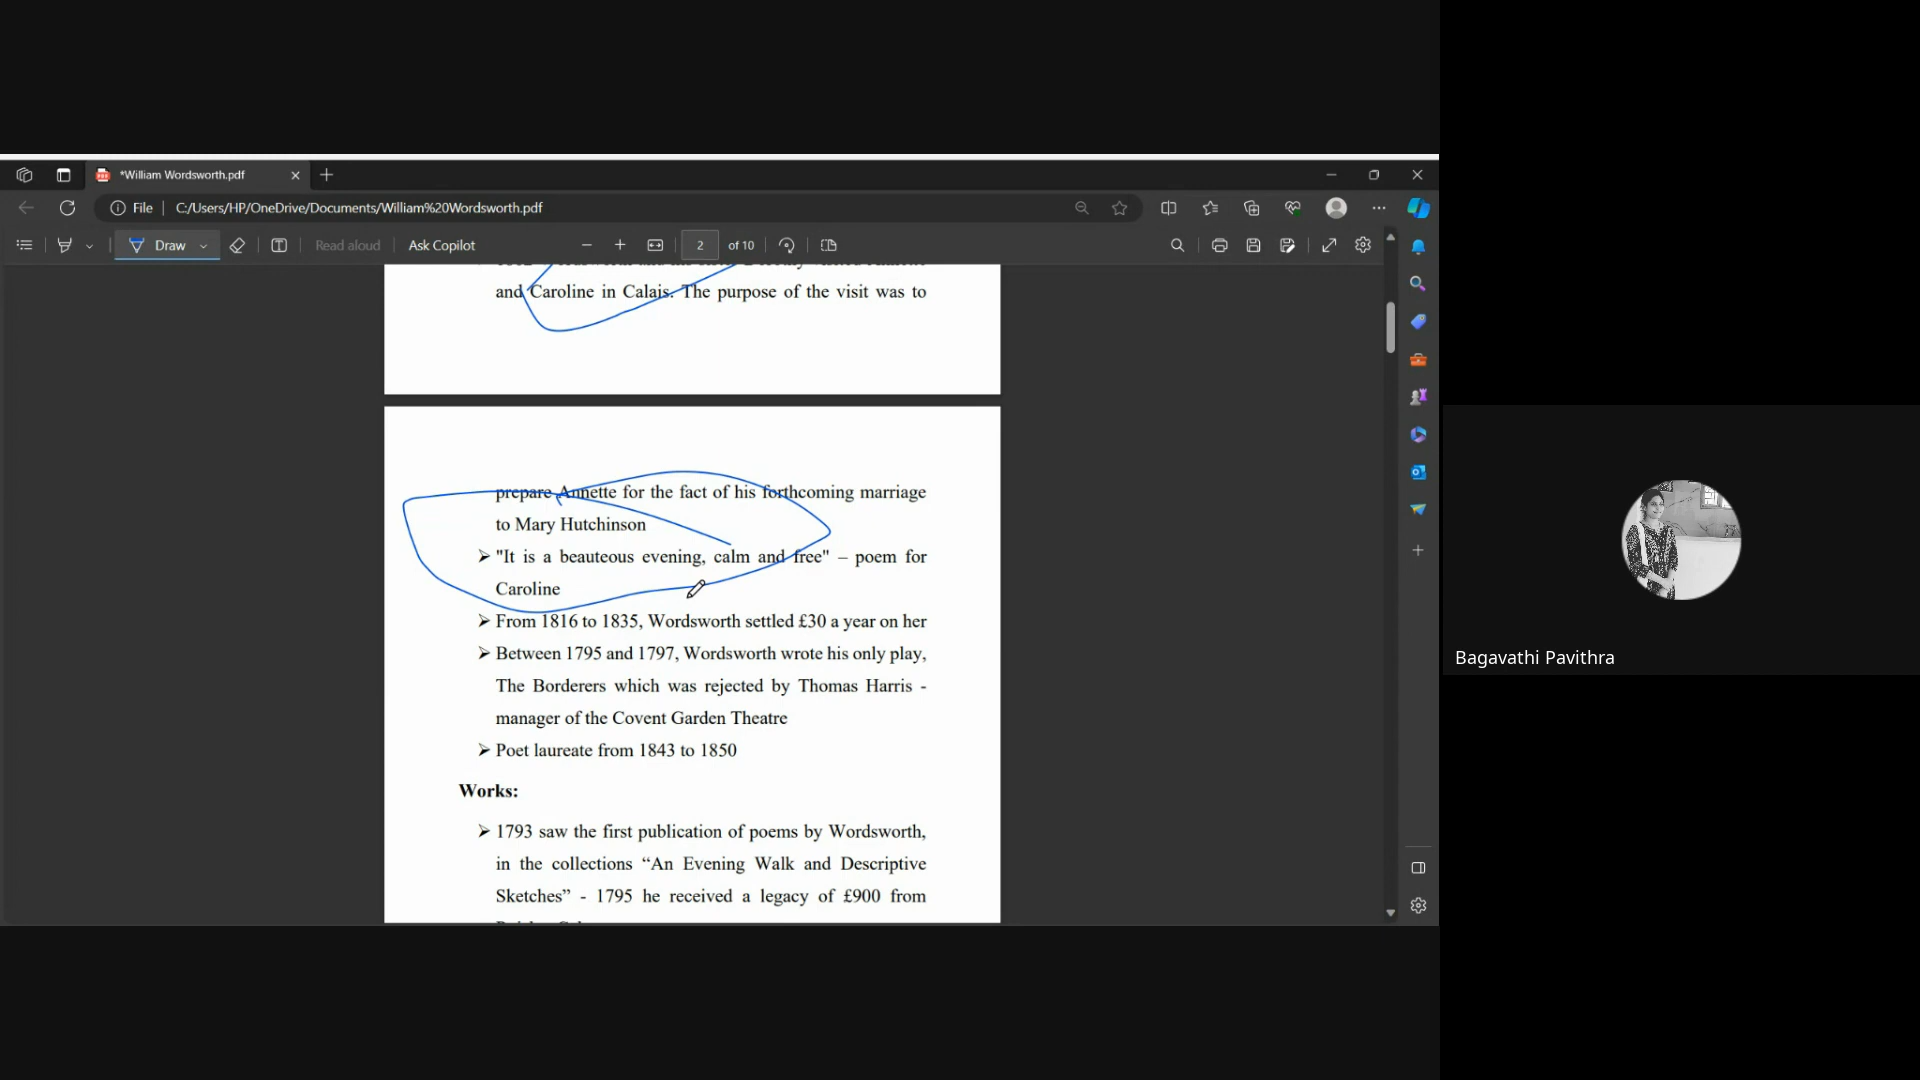 *William Wordsworth.pdf
File
C:/Users/HP/OneDrive/Documents/William%20Wordsworth.pdf
Draw
Read aloud
Ask Copilot
2
of 10
and Caroline in Calais. The purpose of the visit was to
prepare Annette for the fact of his forthcoming marriage
to Mary Hutchinson
➢ "It is a beauteous evening, calm and free" – poem for
Caroline
➢ From 1816 to 1835, Wordsworth settled £30 a year on her
➢ Between 1795 and 1797, Wordsworth wrote his only play,
The Borderers which was rejected by Thomas Harris -
manager of the Covent Garden Theatre
➢ Poet laureate from 1843 to 1850
Works:
➢ 1793 saw the first publication of poems by Wordsworth,
in the collections “An Evening Walk and Descriptive
Sketches” - 1795 he received a legacy of £900 from
Bagavathi Pavithra